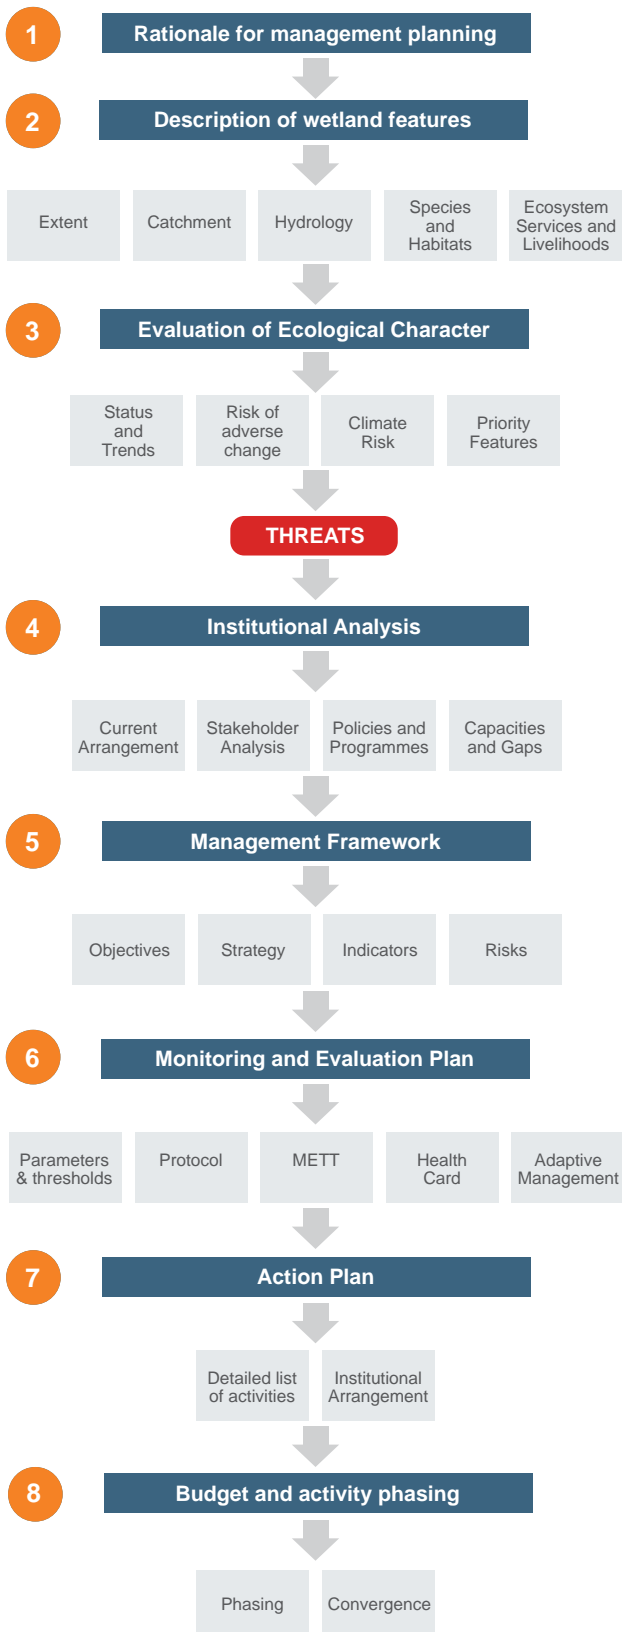 1
Rationale for management planning
2
Description of wetland features
Extent
Catchment
Hydrology
Species
and
Habitats
Ecosystem
Services and
Livelihoods
3
Evaluation of Ecological Character
Status
and
Trends
Risk of
adverse
change
Climate
Risk
Priority
Features
THREATS
4
Institutional Analysis
Current
Arrangement
Stakeholder
Analysis
Policies and
Programmes
Capacities
and Gaps
5
Management Framework
Objectives
Strategy
Indicators
Risks
6
Monitoring and Evaluation Plan
Parameters
& thresholds
Protocol
METT
Health
Card
Adaptive
Management
7
Action Plan
Detailed list
of activities
Institutional
Arrangement
8
Budget and activity phasing
Phasing
Convergence